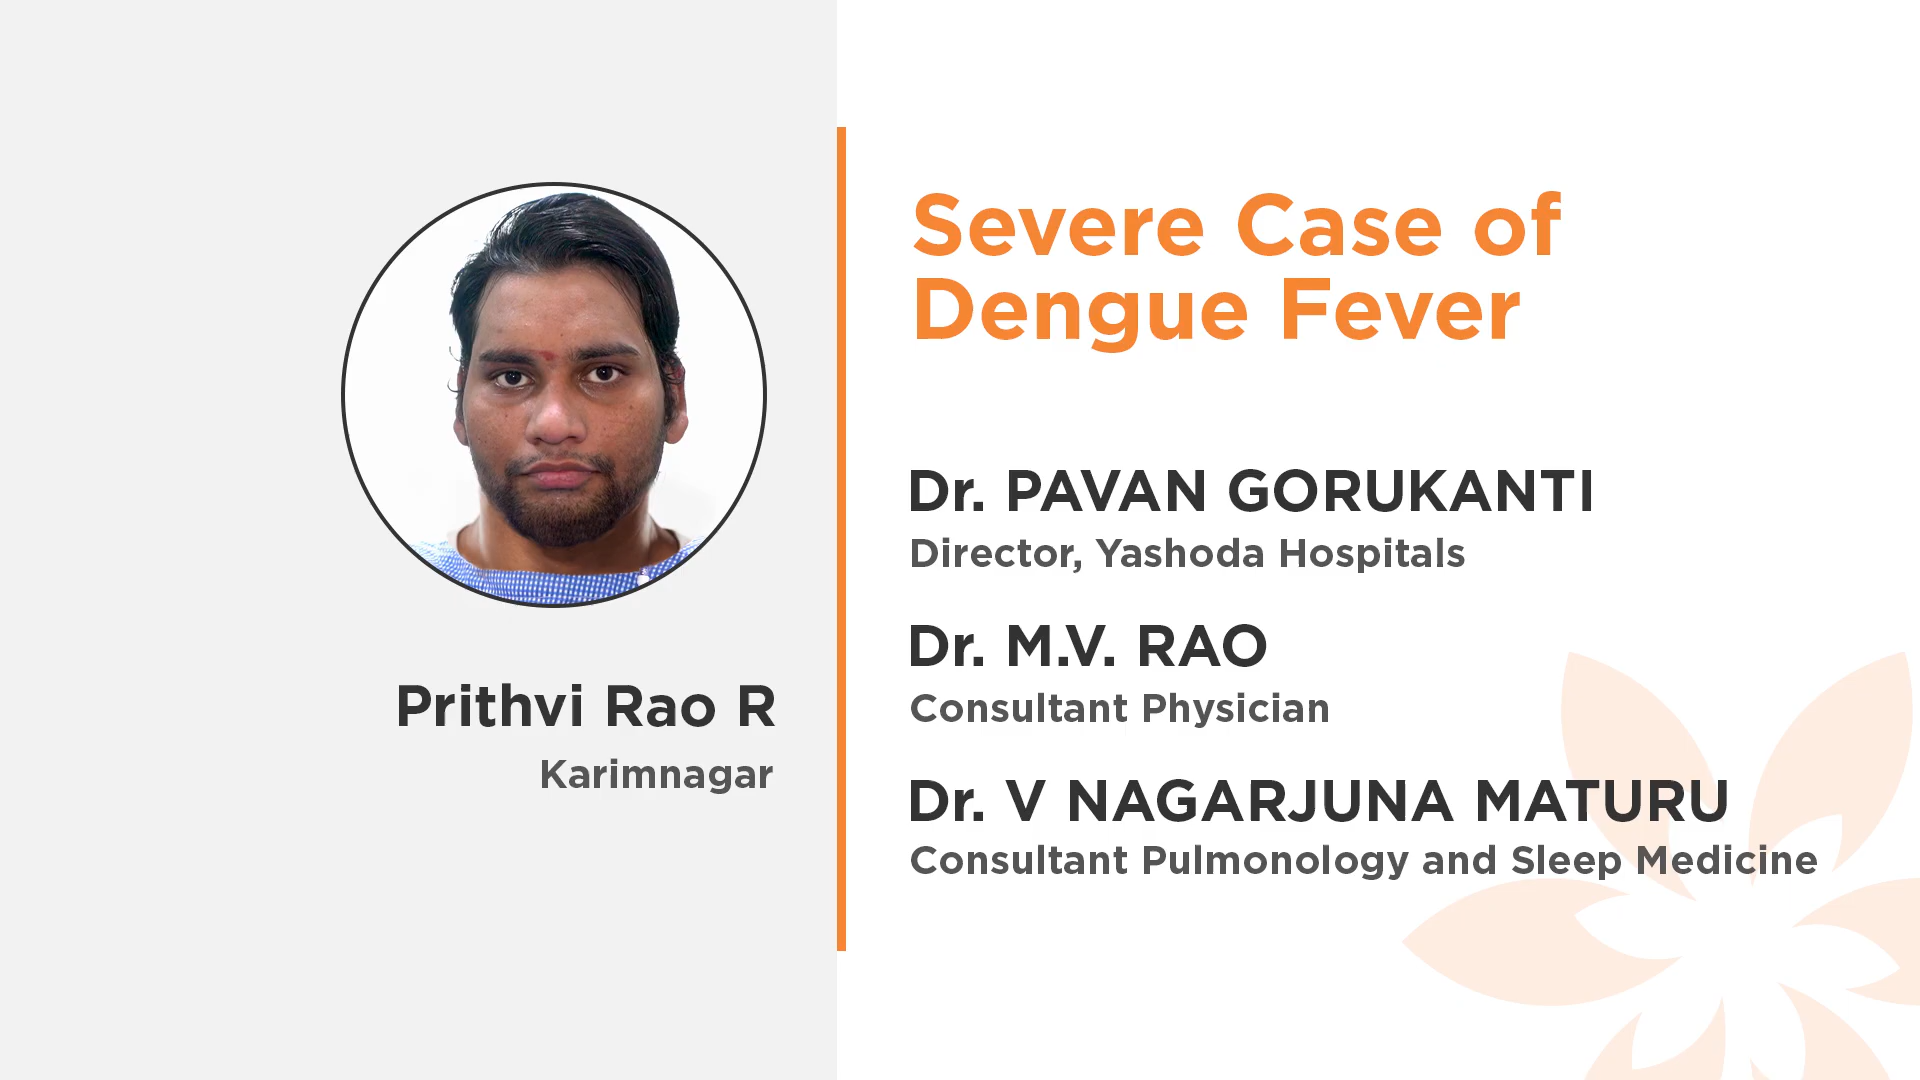 Prithvi Rao R
Karimnagar
Severe Case of
Dengue Fever
Dr. PAVAN GORUKANTI
Director, Yashoda Hospitals
Dr. M.V. RAO
Consultant Physician
Dr. V NAGARJUNA MATURU
Consultant Pulmonology and Sleep Medicine